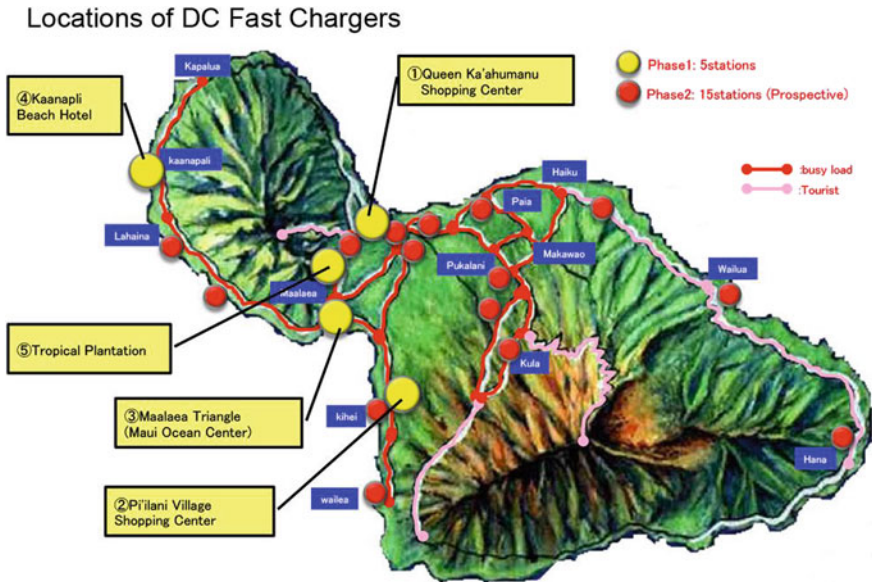 Locations of DC Fast Chargers
Kapalua
①Queen Ka'ahumanu
Shopping Center
Phase1: 5stations
Phase2: 15stations (Prospective)
④Kaanapli
Beach Hotel
kaanapali
Haiku
:busy load
:Tourist
Paia
Lahaina
Pukalani
Makawao
Wailua
Maalaea
⑤Tropical Plantation
Kula
③Maalaea Triangle
(Maui Ocean Center)
kihei
Hana
②Pi'ilani Village
Shopping Center
wailea